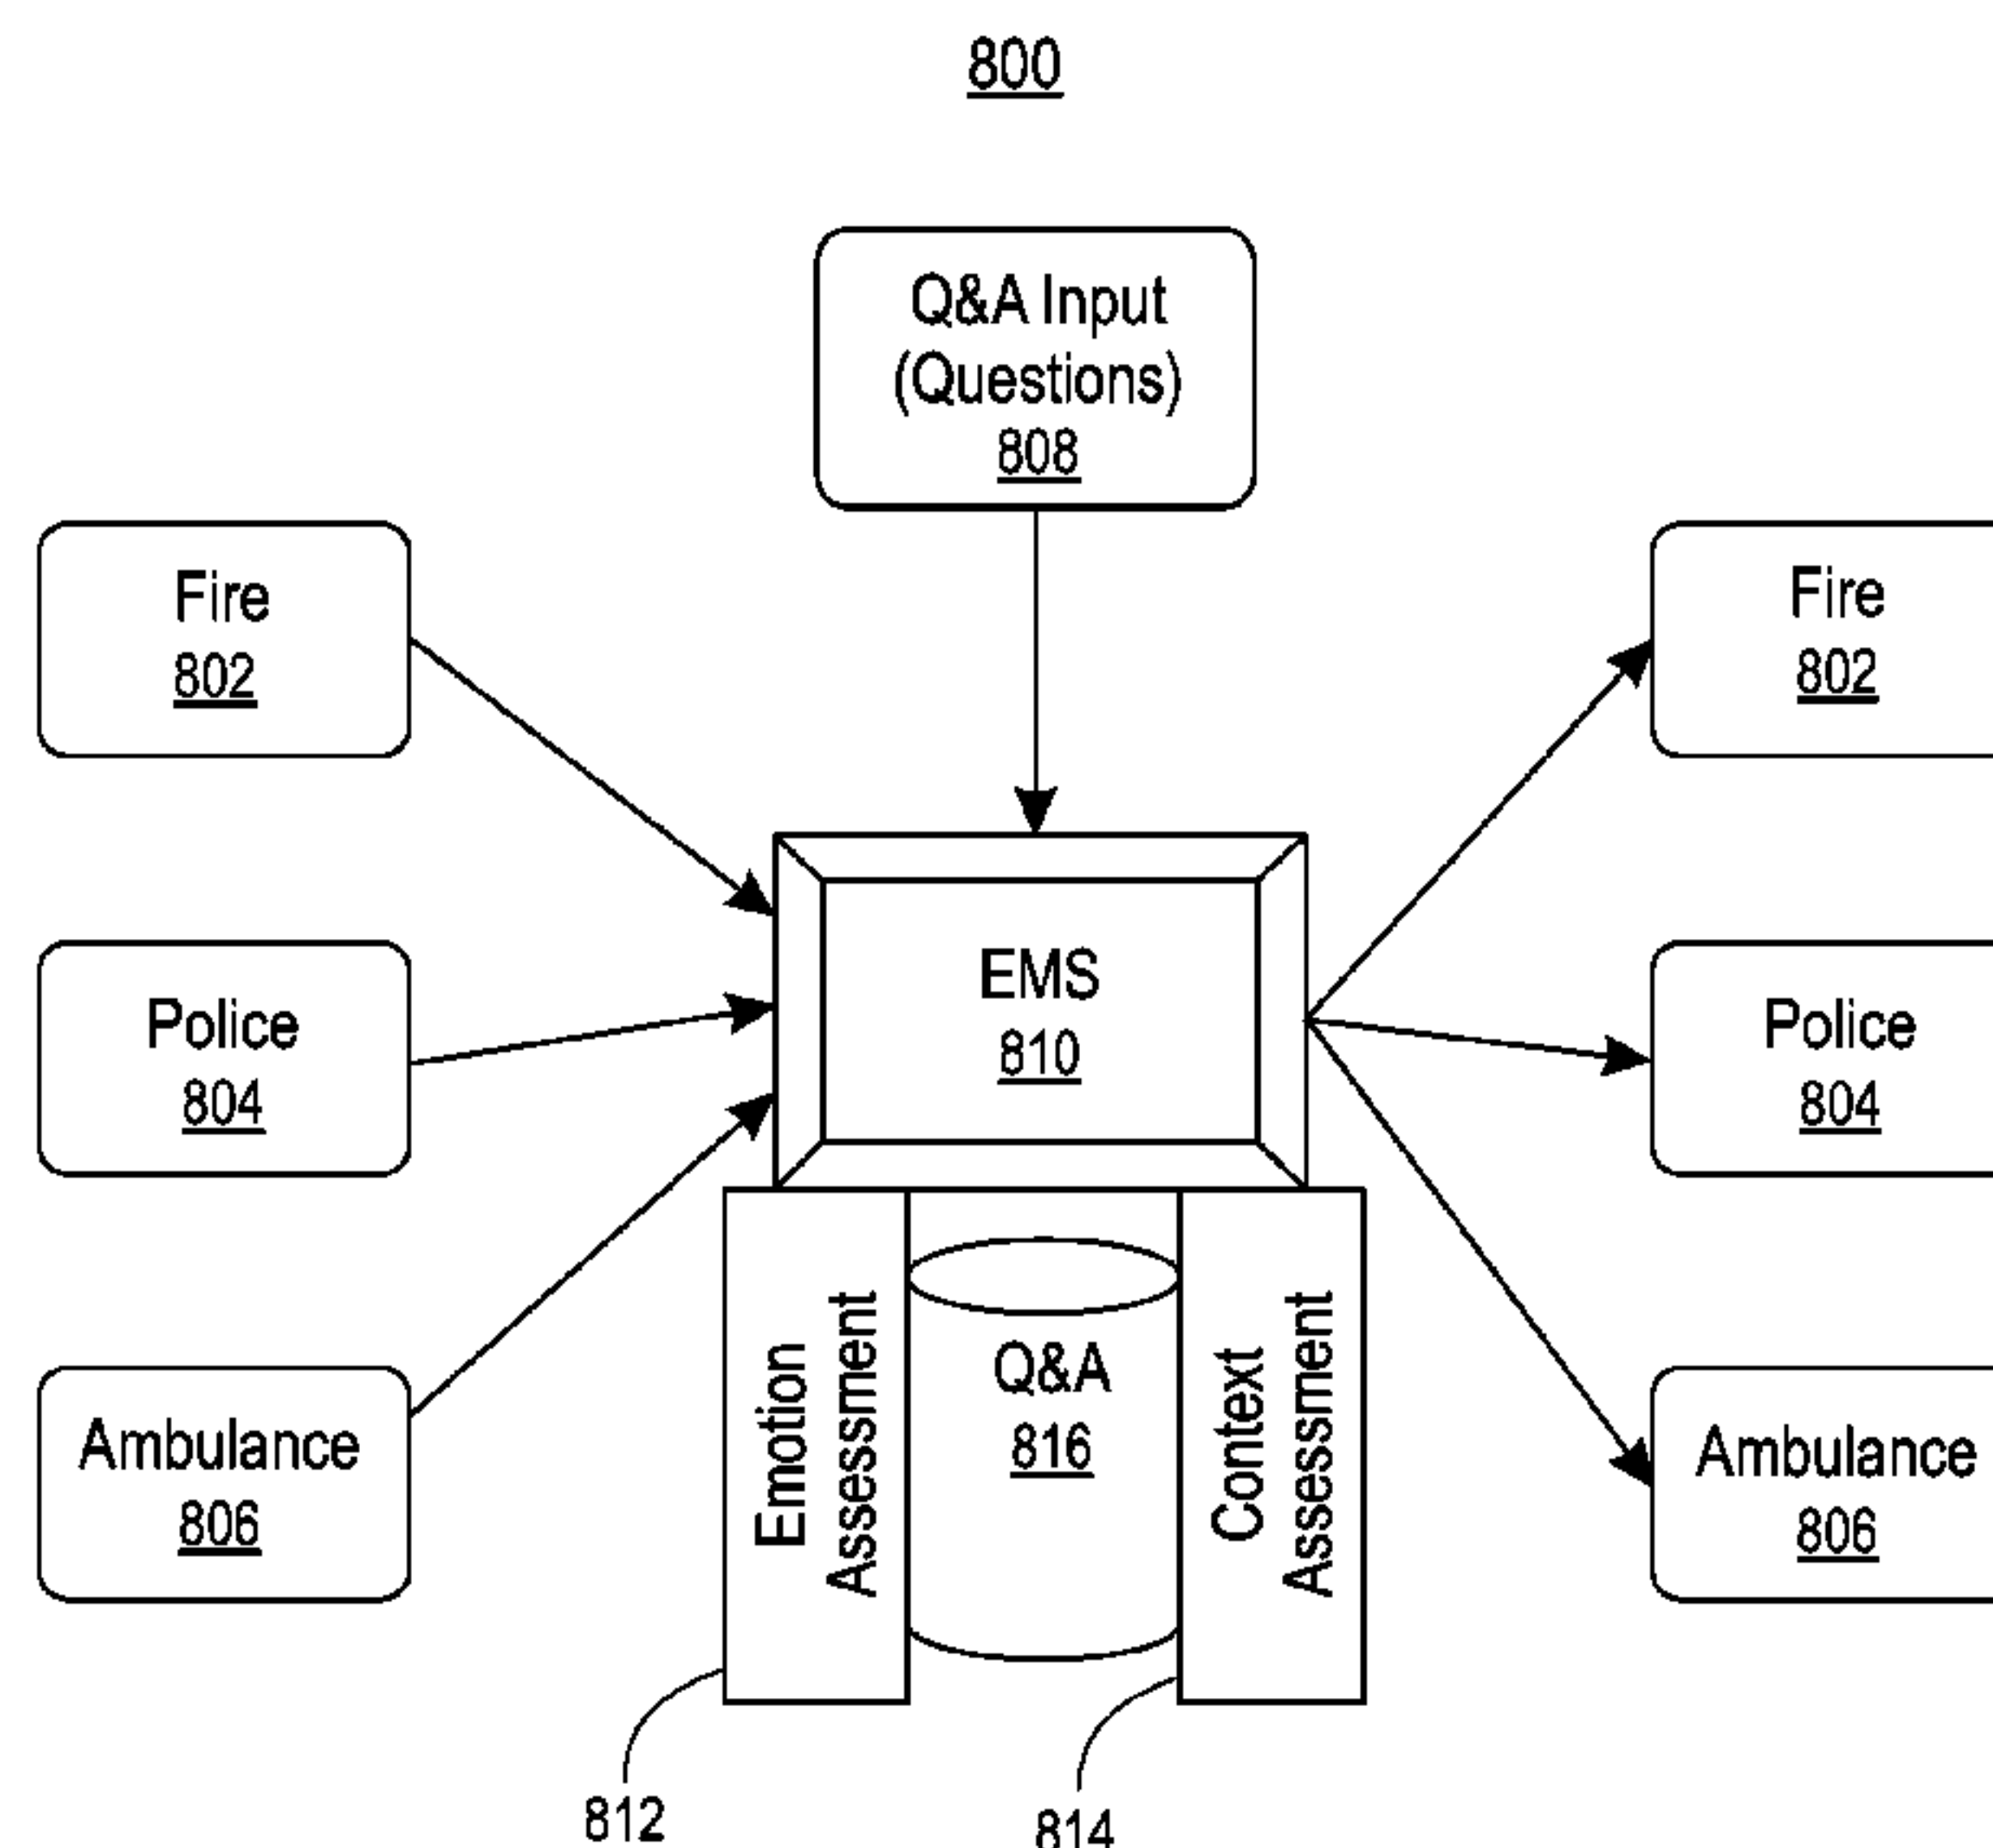 800
Q&A Input
(Questions)
808
Fire
802
Fire
802
Police
804
EMS
810
Police
804
Ambulance
806
Emotion
Assessment
Q&A
816
Context
Assessment
Ambulance
806
812
814